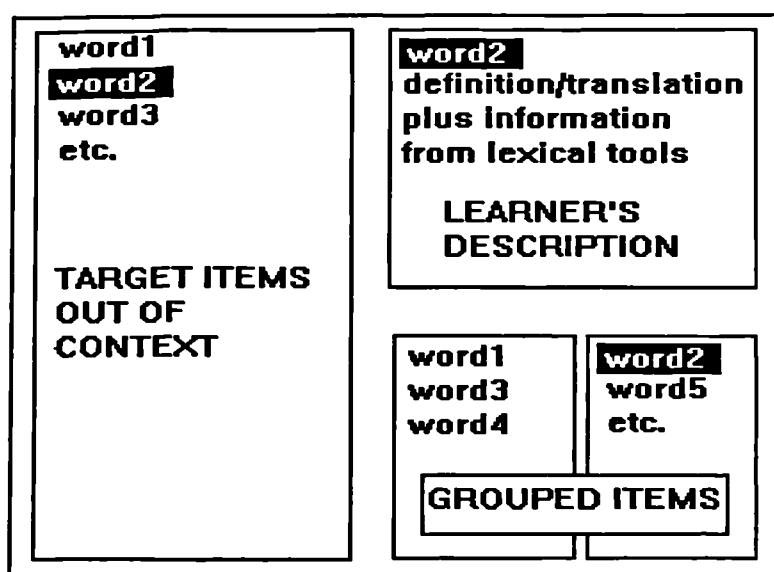 word1
word2
word3
etc.
TARGET ITEMS
OUT OF
CONTEXT
word2
definition/translation
plus information
from lexical tools
LEARNER'S
DESCRIPTION
word1
word3
word4
word2
word5
etc.
GROUPED ITEMS